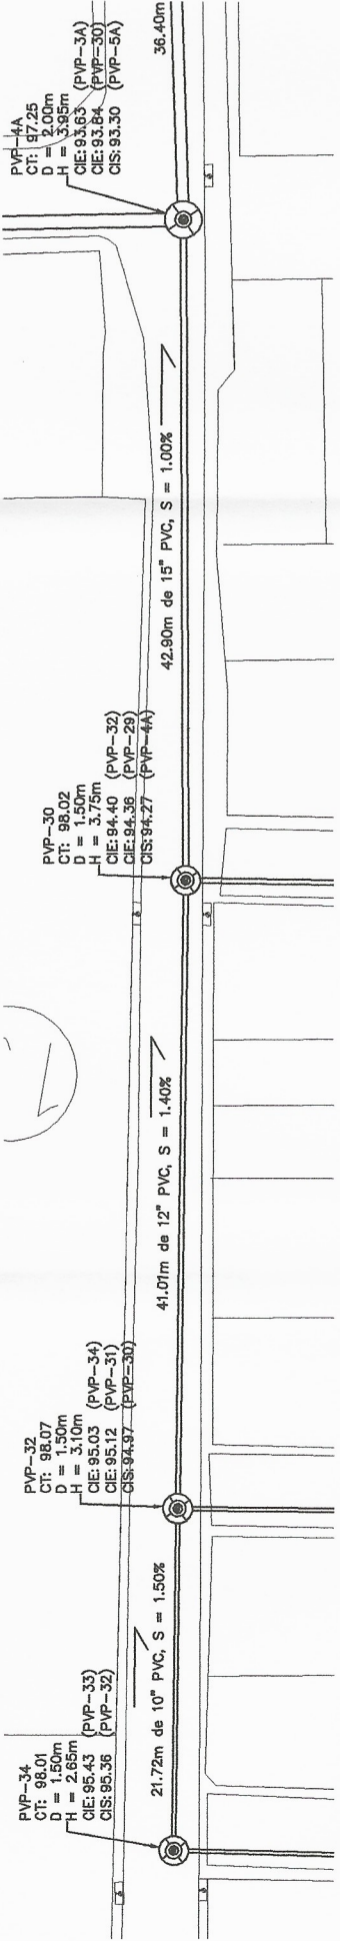 PVP-34
CT: 98.01
D = 1.50m
H = 2.65m
CIE: 95.43 (PVP-33)
CIS: 95.36 (PVP-32)
21.72m de 10" PVC, S = 1.50%
PVP-32
CT: 98.07
D = 1.50m
H = 3.10m
CIE: 95.03 (PVP-34)
CIE: 95.12 (PVP-31)
CIS: 94.97 (PVP-30)
41.01m de 12" PVC, S = 1.40%
PVP-30
CT: 98.02
D = 1.50m
H = 3.75m
CIE: 94.40 (PVP-32)
CIE: 94.36 (PVP-29)
CIS: 94.27 (PVP-4A)
42.90m de 15" PVC, S = 1.00%
PVP-4A
CT: 97.25
D = 2.00m
H = 3.95m
CIE: 93.63 (PVP-3A)
CIE: 93.84 (PVP-30)
CIS: 93.30 (PVP-5A)
36.40m